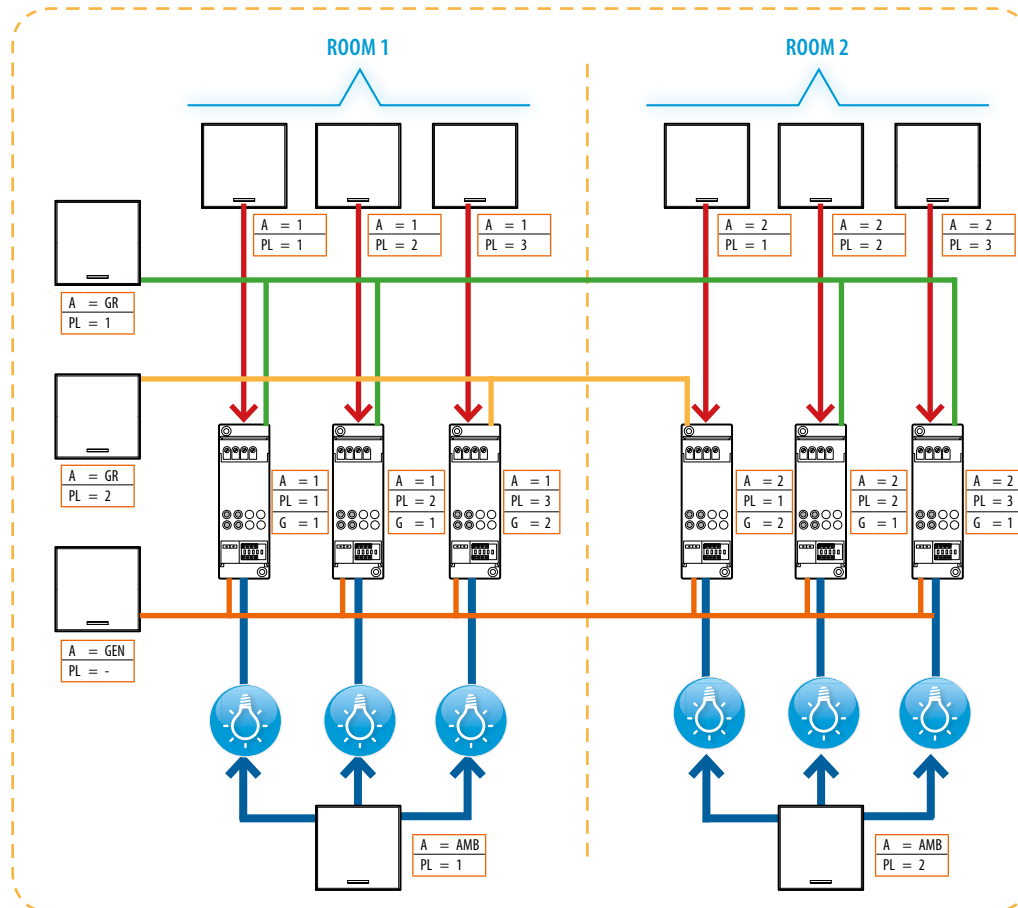 ROOM 1
ROOM 2
A = 1
PL = 1
A = 1
PL = 2
A = 1
PL = 3
A = 2
PL = 1
A = 2
PL = 2
A = 2
PL = 3
A = GR
PL = 1
A = GR
PL = 2
A = 1
PL = 1
G = 1
A = 1
PL = 2
G = 1
A = 1
PL = 3
G = 2
A = 2
PL = 1
G = 2
A = 2
PL = 2
G = 1
A = 2
PL = 3
G = 1
A = GEN
PL = -
A = AMB
PL = 1
A = AMB
PL = 2